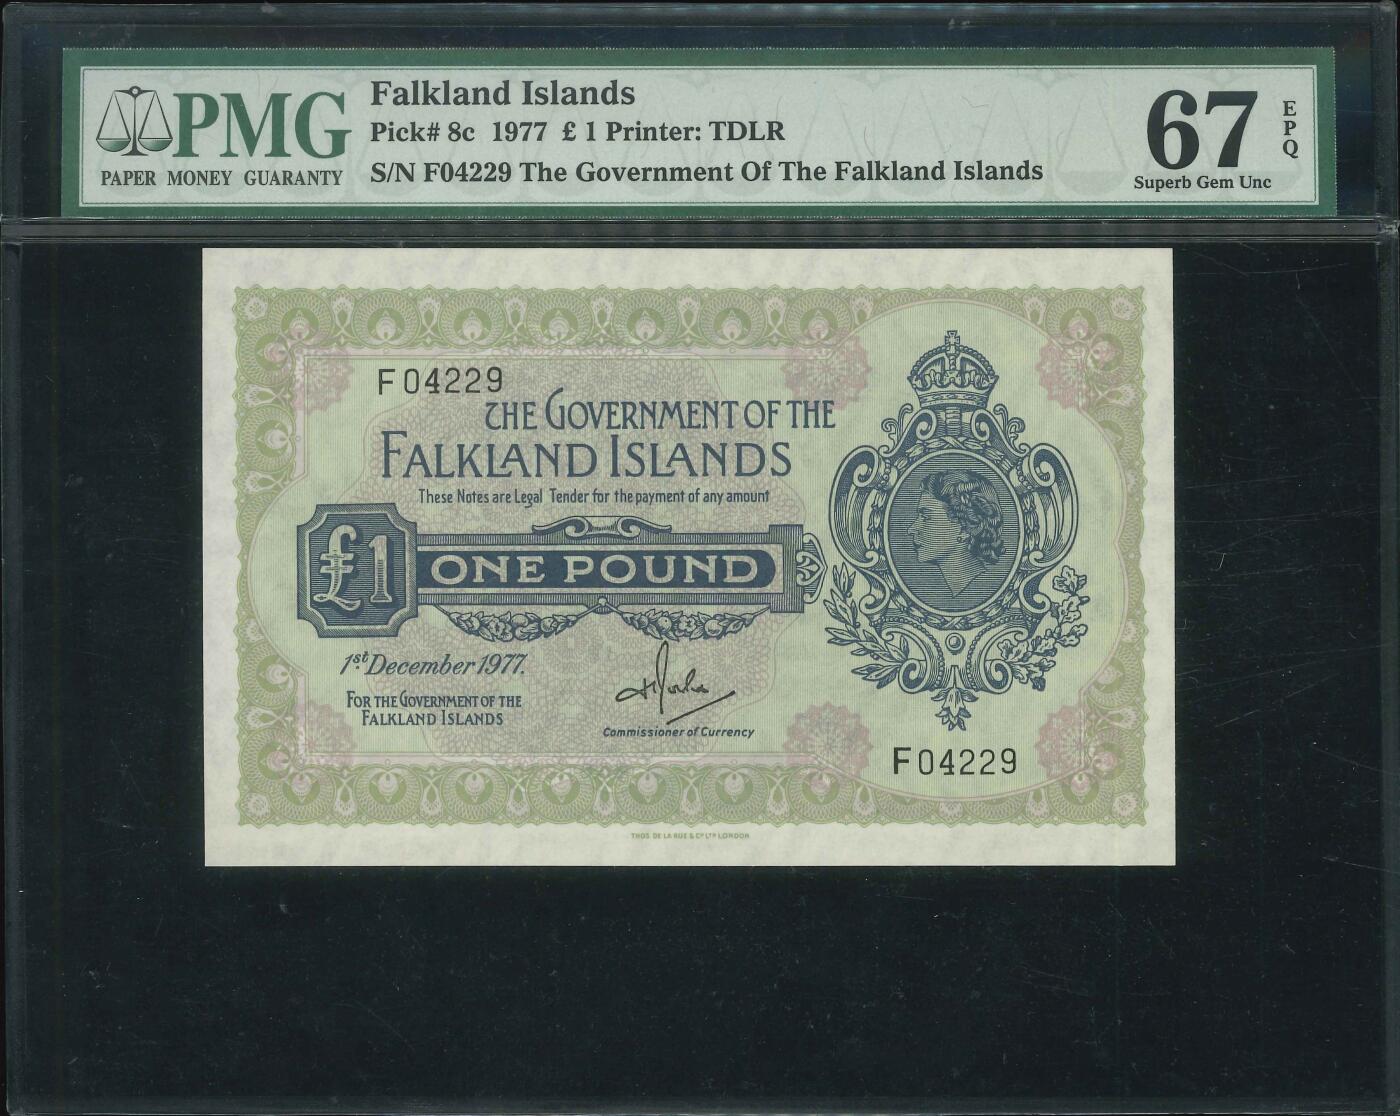 PMG
PAPER MONEY GUARANTY
Falkland Islands
Pick# 8c 1977 £ 1 Printer: TDLR
S/N F04229 The Government Of The Falkland Islands
67
EPQ
Superb Gem Unc
F04229
THE GOVERNMENT OF THE
FALKLAND ISLANDS
These Notes are Legal Tender for the payment of any amount
£1
ONE POUND
1st December 1977.
FOR THE GOVERNMENT OF THE
FALKLAND ISLANDS
Commissioner of Currency
F04229
THOS. DE LA RUE & Co LTD LONDON